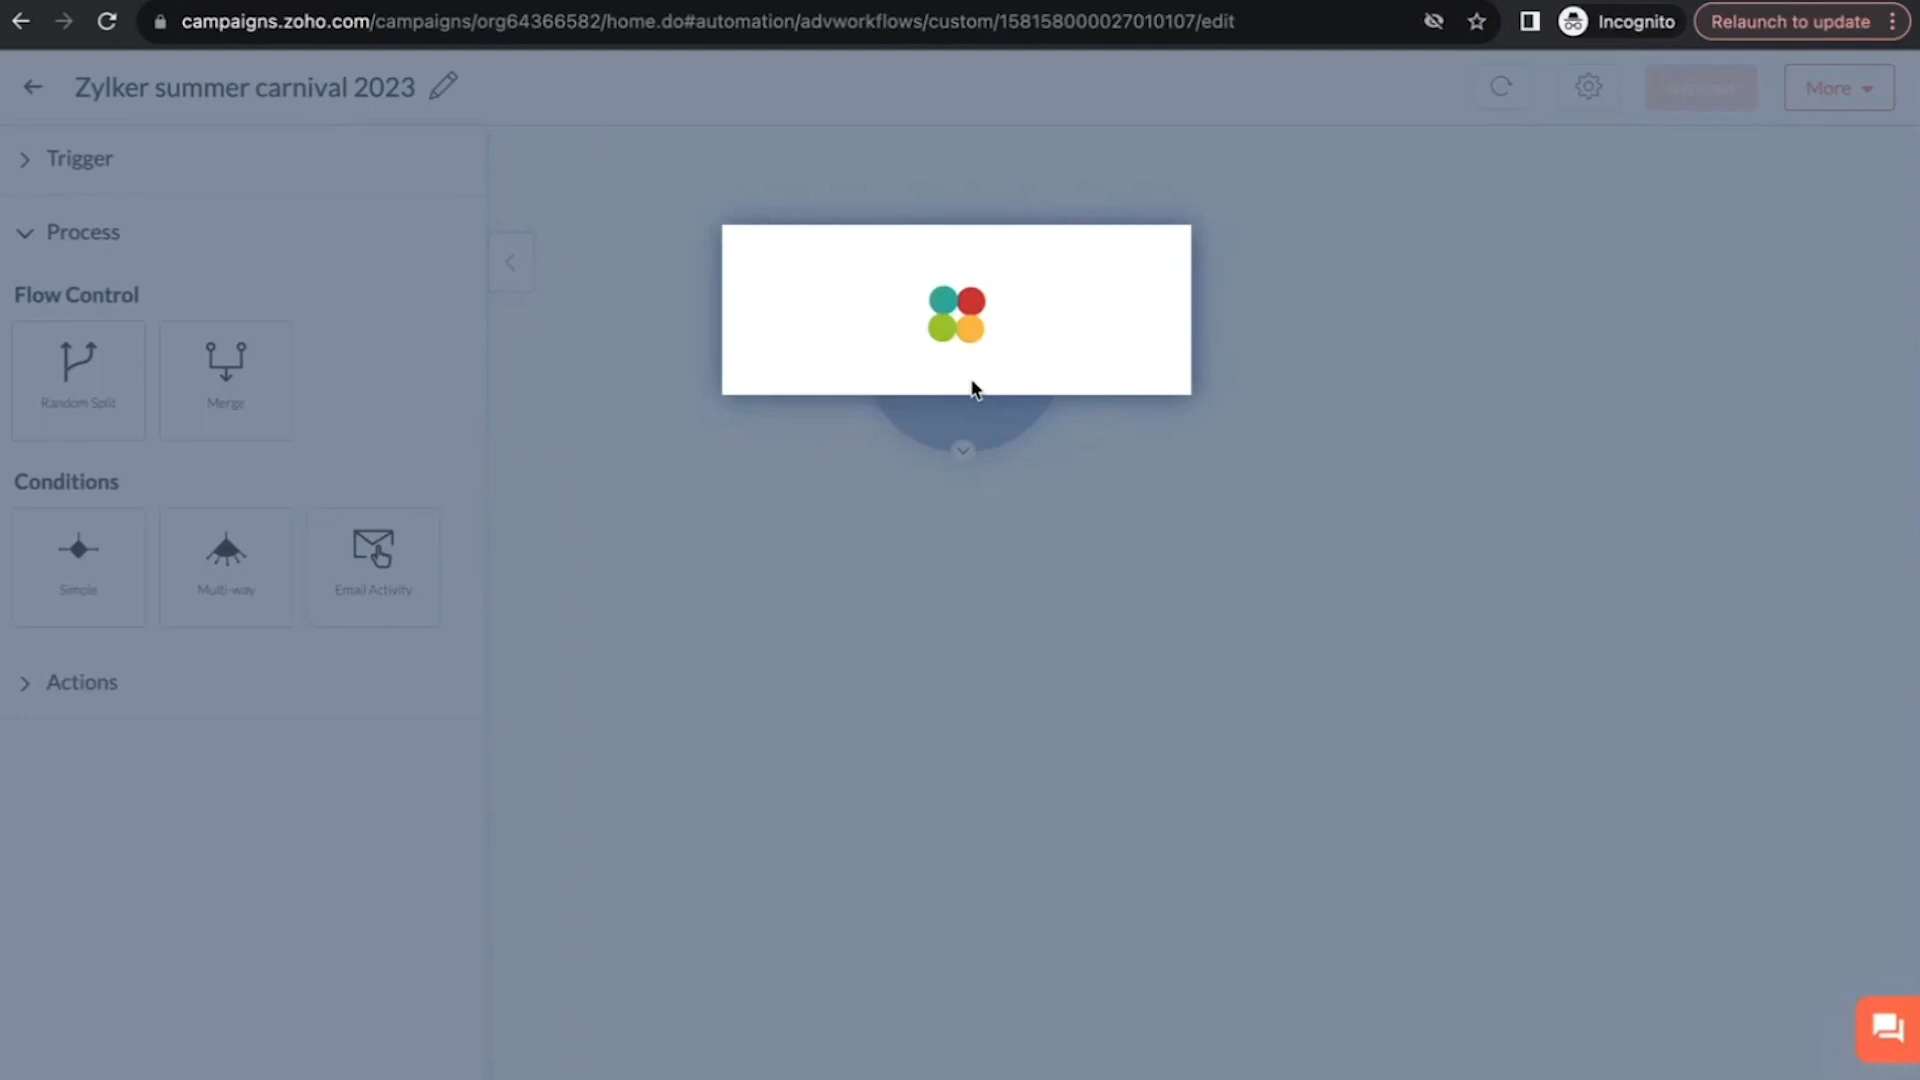 campaigns.zoho.com/campaigns/org64366582/home.do#automation/advworkflows/custom/158158000027010107/edit
Incognito
Relaunch to update
Zylker summer carnival 2023
More
Trigger
Process
Flow Control
Random Split
Merge
Conditions
Simple
Multi-way
Email Activity
Actions